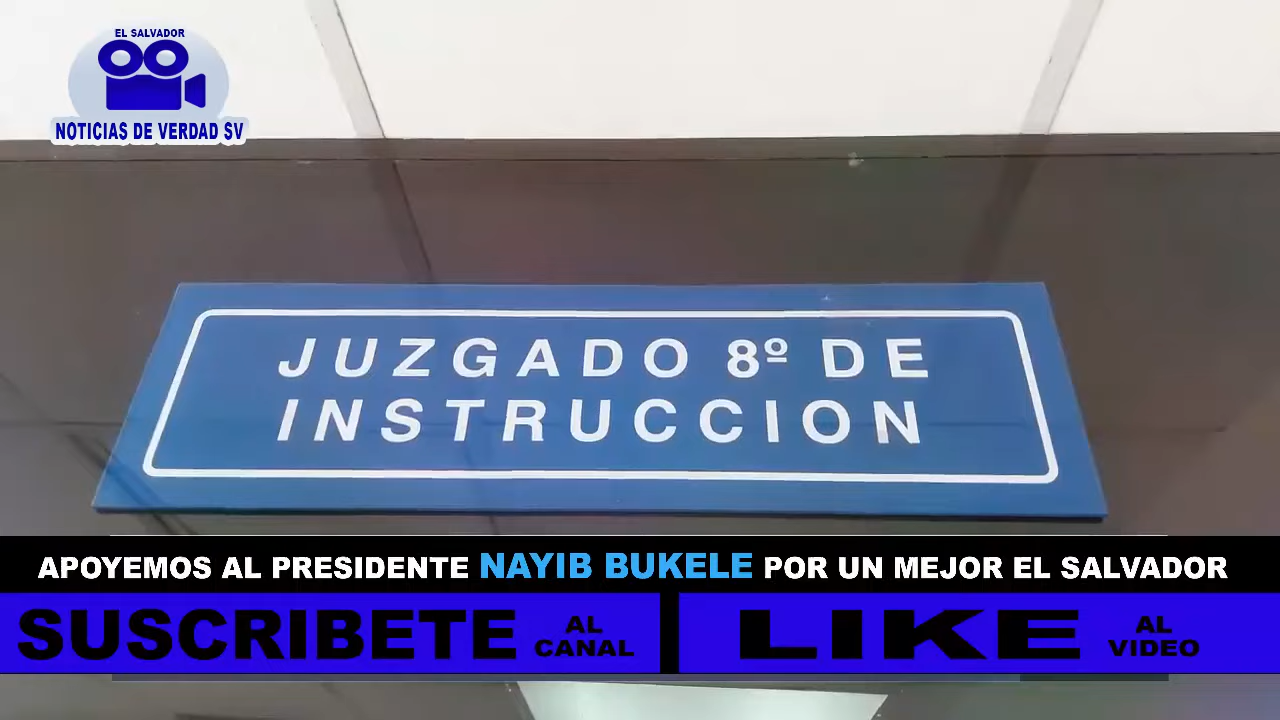 EL SALVADOR
NOTICIAS DE VERDAD SV
JUZGADO 8º DE
INSTRUCCION
APOYEMOS AL PRESIDENTE NAYIB BUKELE POR UN MEJOR EL SALVADOR
SUSCRIBETE AL CANAL
LIKE AL VIDEO